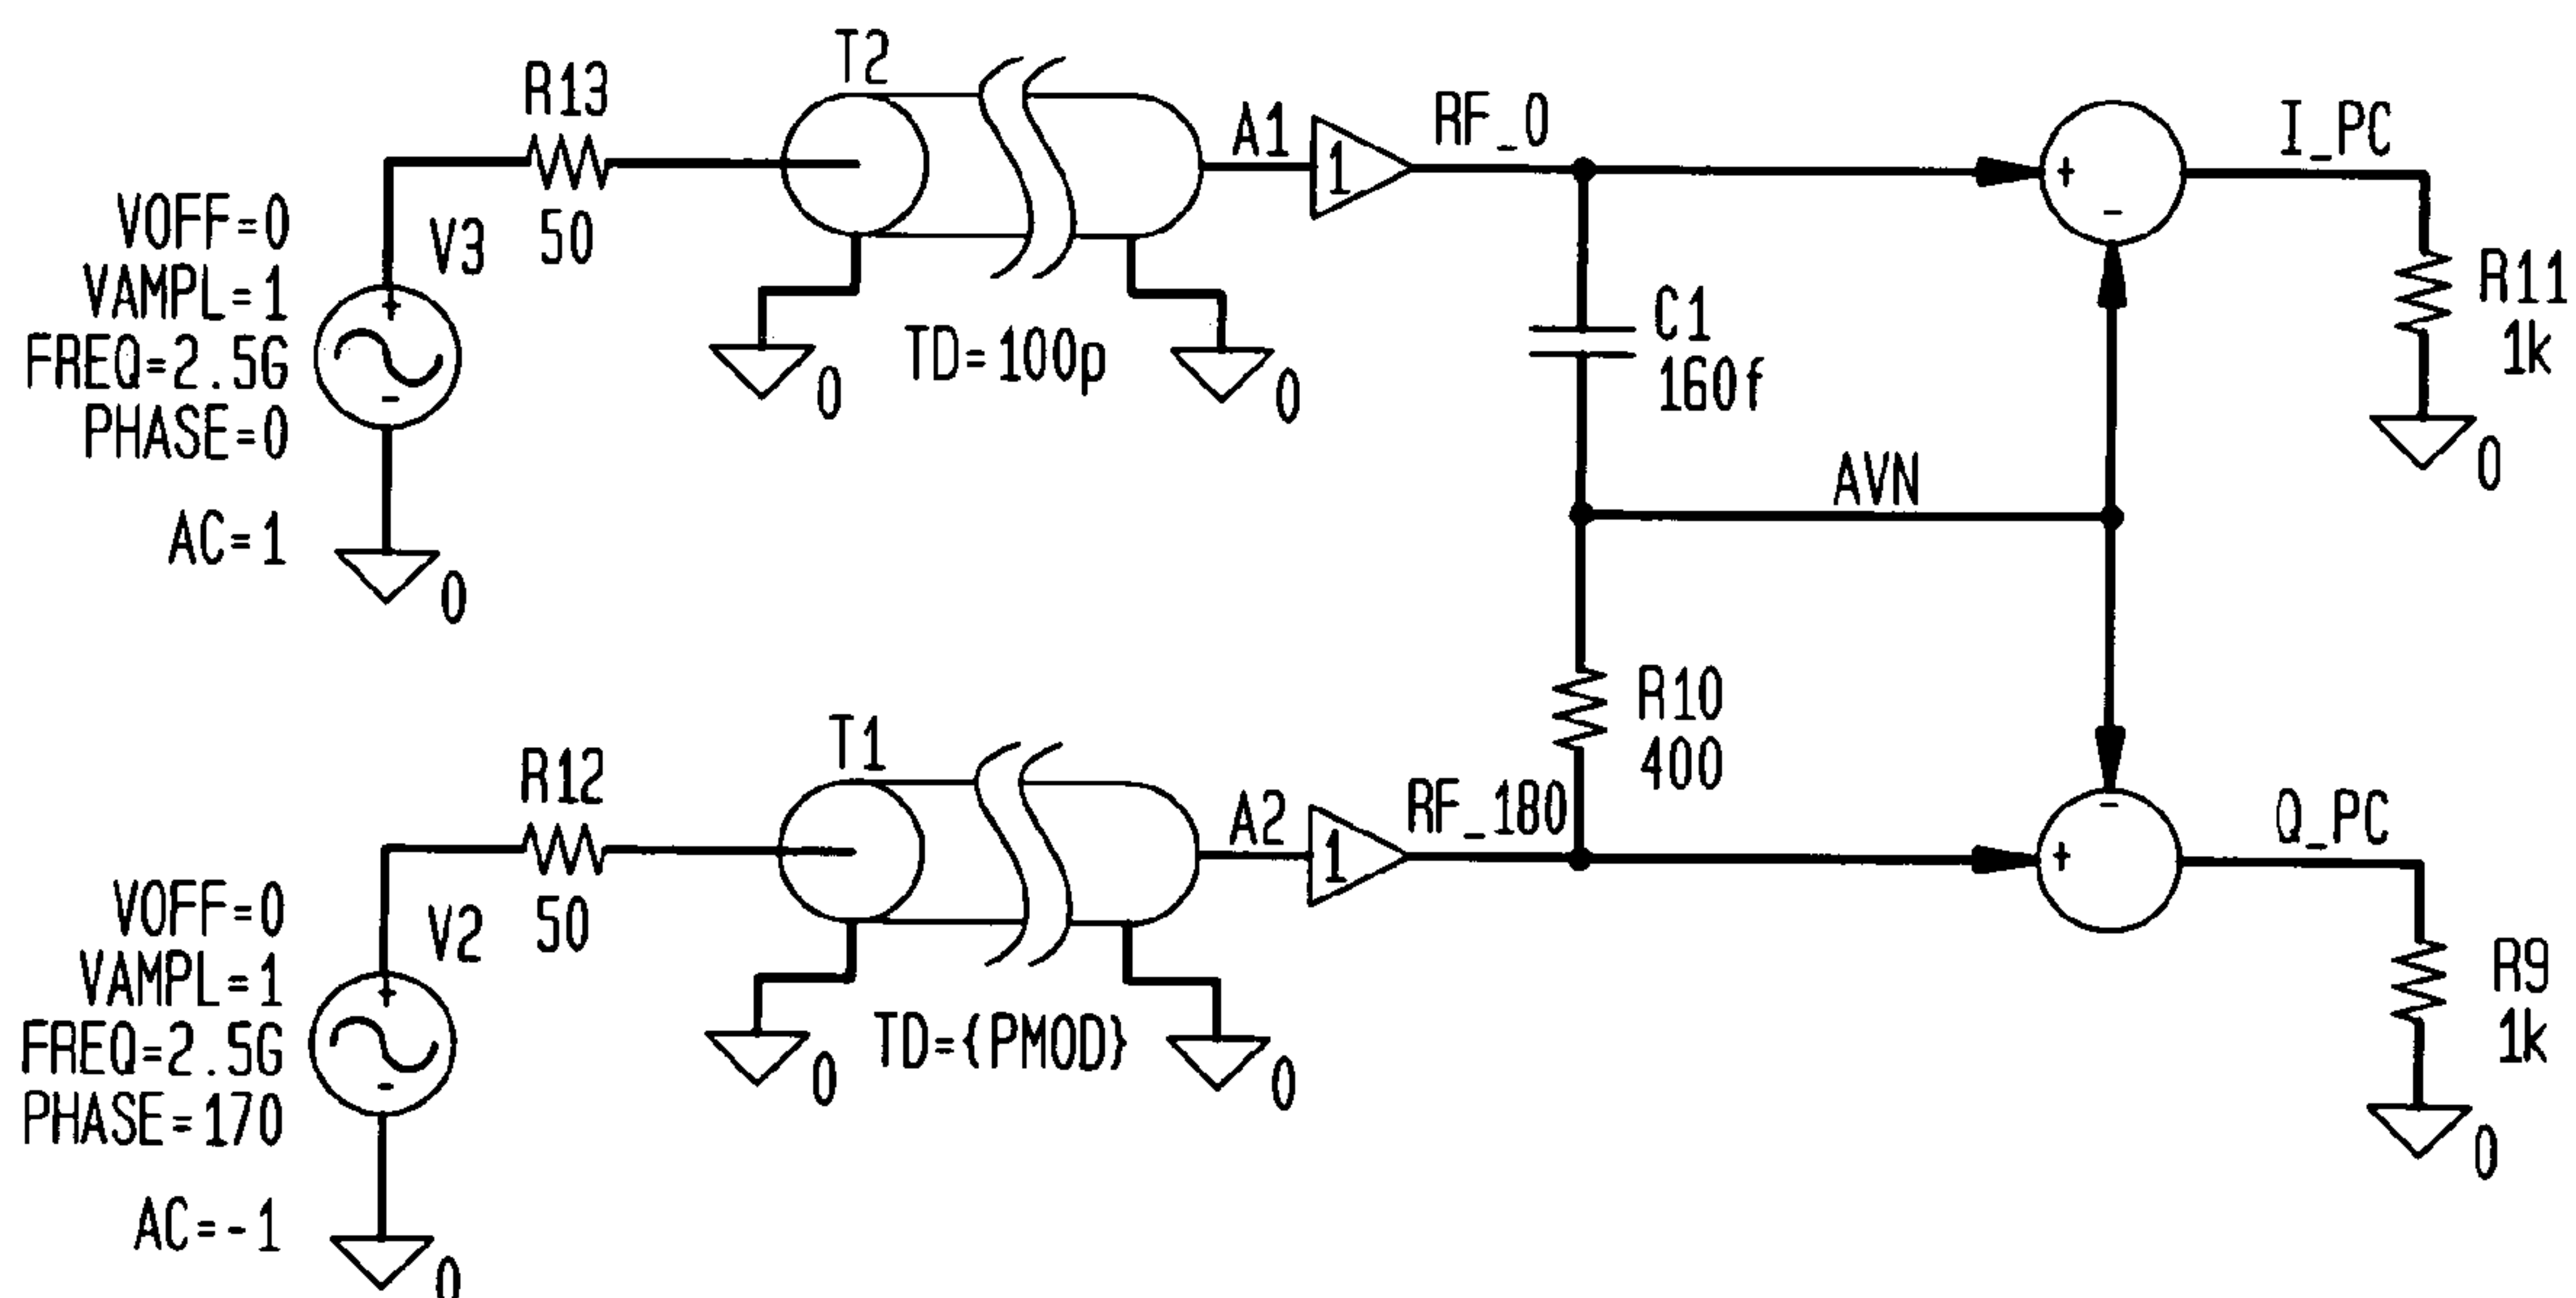 T2
R13
50
A1
1
RF_0
+
-
I_PC
VOFF=0
VAMPL=1
FREQ=2.5G
PHASE=0
AC=1
V3
+
-
0
0
TD=100p
0
C1
160f
R11
1k
0
AVN
T1
R12
50
A2
1
RF_180
R10
400
-
+
Q_PC
VOFF=0
VAMPL=1
FREQ=2.5G
PHASE=170
AC=-1
V2
+
-
0
0
TD={PMOD}
0
R9
1k
0